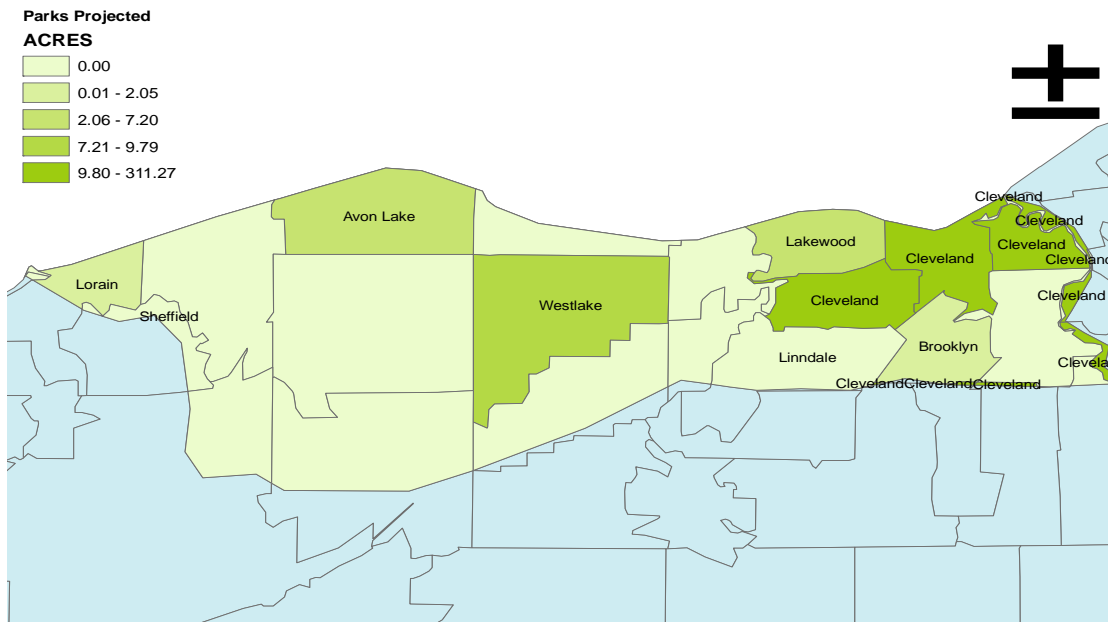 Parks Projected
ACRES
0.00
0.01 - 2.05
2.06 - 7.20
7.21 - 9.79
9.80 - 311.27
Cleveland
Avon Lake
Cleveland
Lakewood
Cleveland
Cleveland
Cleveland
Lorain
Cleveland
Cleveland
Westlake
Sheffield
Brooklyn
Linndale
Clevela
Cleveland
Cleveland
Cleveland